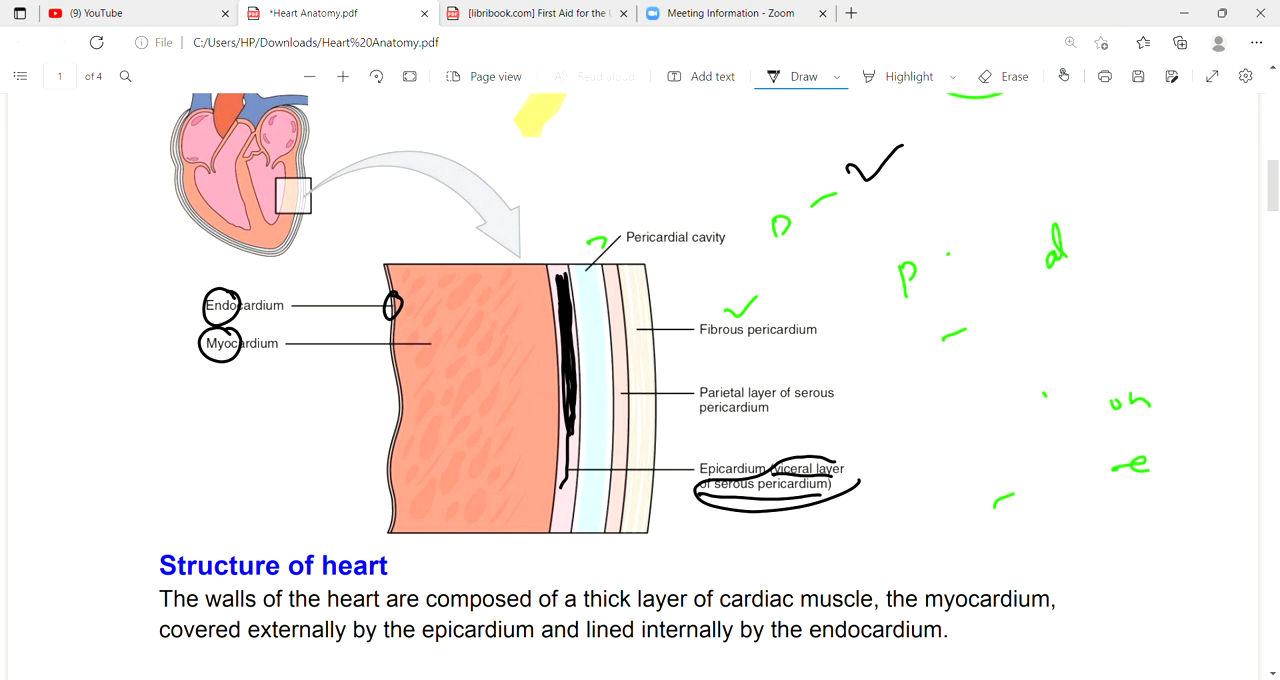 (9) YouTube
*Heart Anatomy.pdf
[libribook.com] First Aid for the U
Meeting Information - Zoom
File
C:/Users/HP/Downloads/Heart%20Anatomy.pdf
1 of 4
Page view
Read aloud
Add text
Draw
Highlight
Erase
Pericardial cavity
Endocardium
Myocardium
Fibrous pericardium
Parietal layer of serous
pericardium
Epicardium (viceral layer
of serous pericardium)
p
al
on
e
Structure of heart
The walls of the heart are composed of a thick layer of cardiac muscle, the myocardium,
covered externally by the epicardium and lined internally by the endocardium.